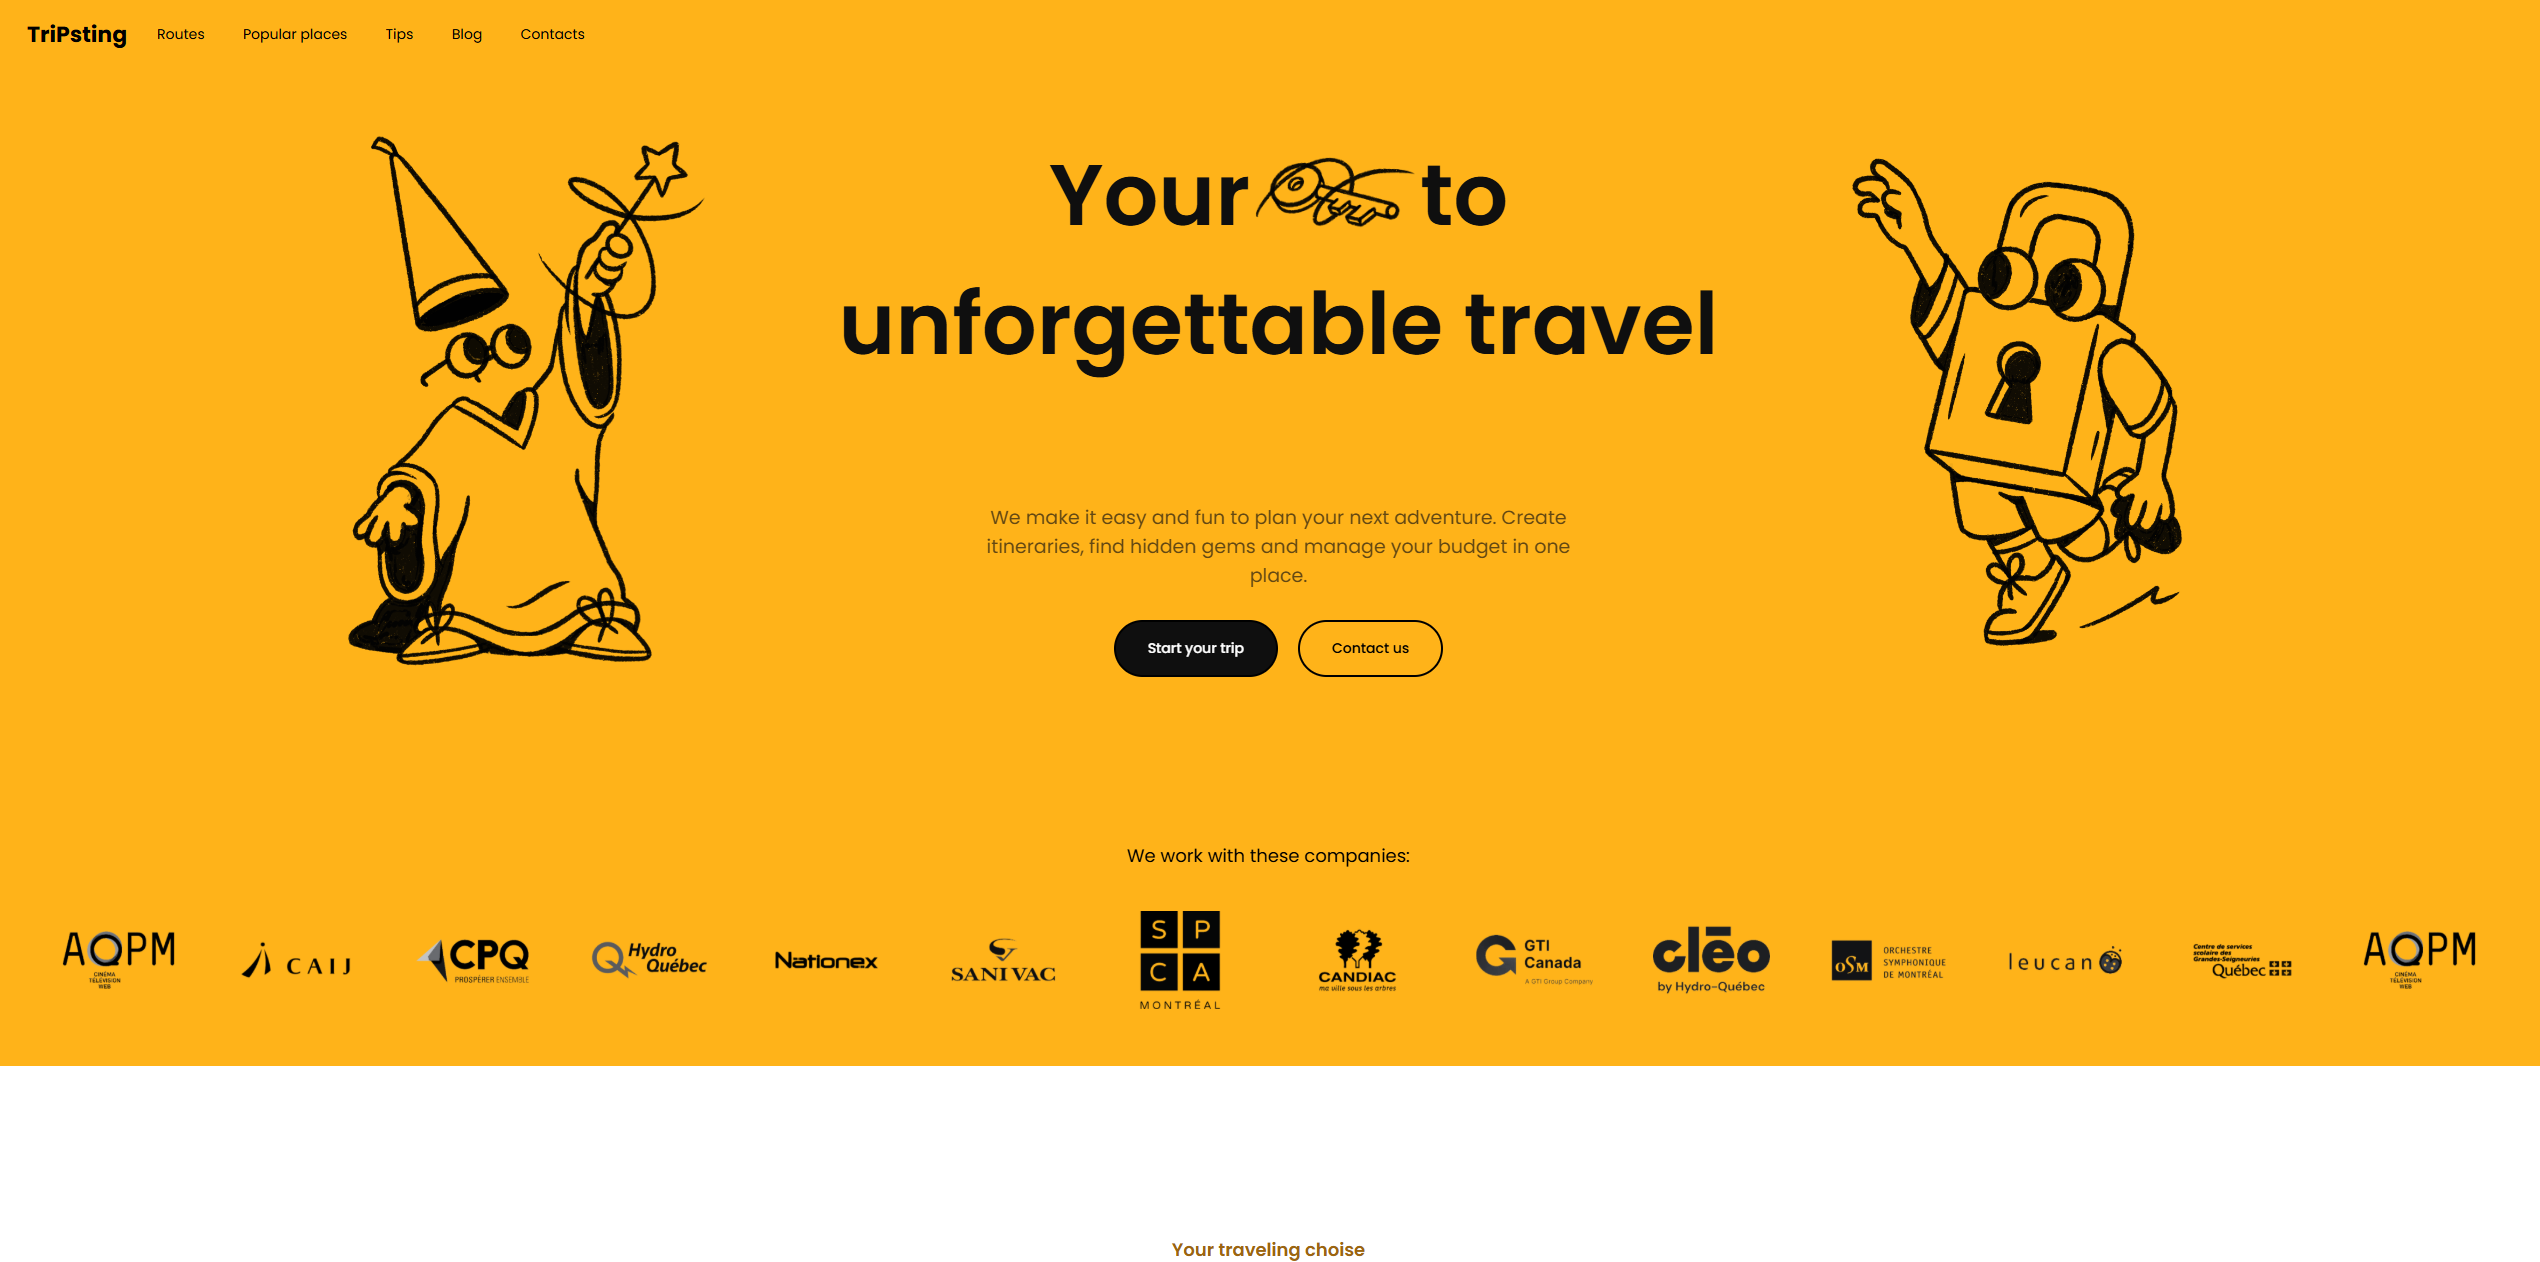 TriPsting Routes Popular places Tips Blog Contacts
Your to
unforgettable travel
We make it easy and fun to plan your next adventure. Create
itineraries, find hidden gems and manage your budget in one
place.
Start your trip Contact us
We work with these companies:
AQPM
CINÉMA
TÉLÉVISION
WEB
CAIJ
CPQ
PROSPÉRER ENSEMBLE
Hydro
Québec
Nationex
SANIVAC
S P
C A
MONTRÉAL
CANDIAC
ma ville sous les arbres
GTI
Canada
A GTI Group Company
cléo
by Hydro-Québec
OSM
ORCHESTRE
SYMPHONIQUE
DE MONTRÉAL
leucan
Centre de services
scolaire des
Grandes-Seigneuries
Québec
AQPM
CINÉMA
TÉLÉVISION
WEB
Your traveling choise